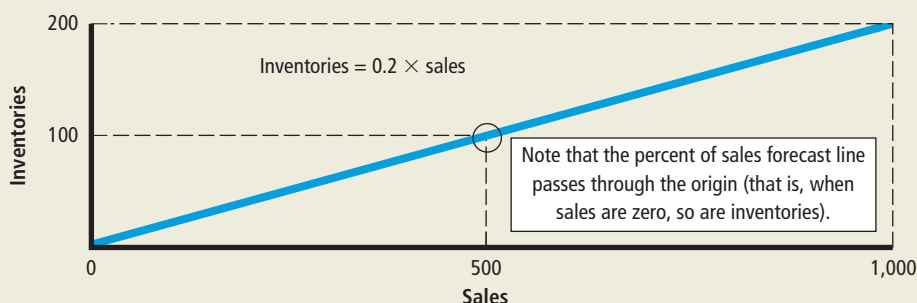 200
Inventories = 0.2 × sales
Inventories
100
Note that the percent of sales forecast line
passes through the origin (that is, when
sales are zero, so are inventories).
0
500
1,000
Sales